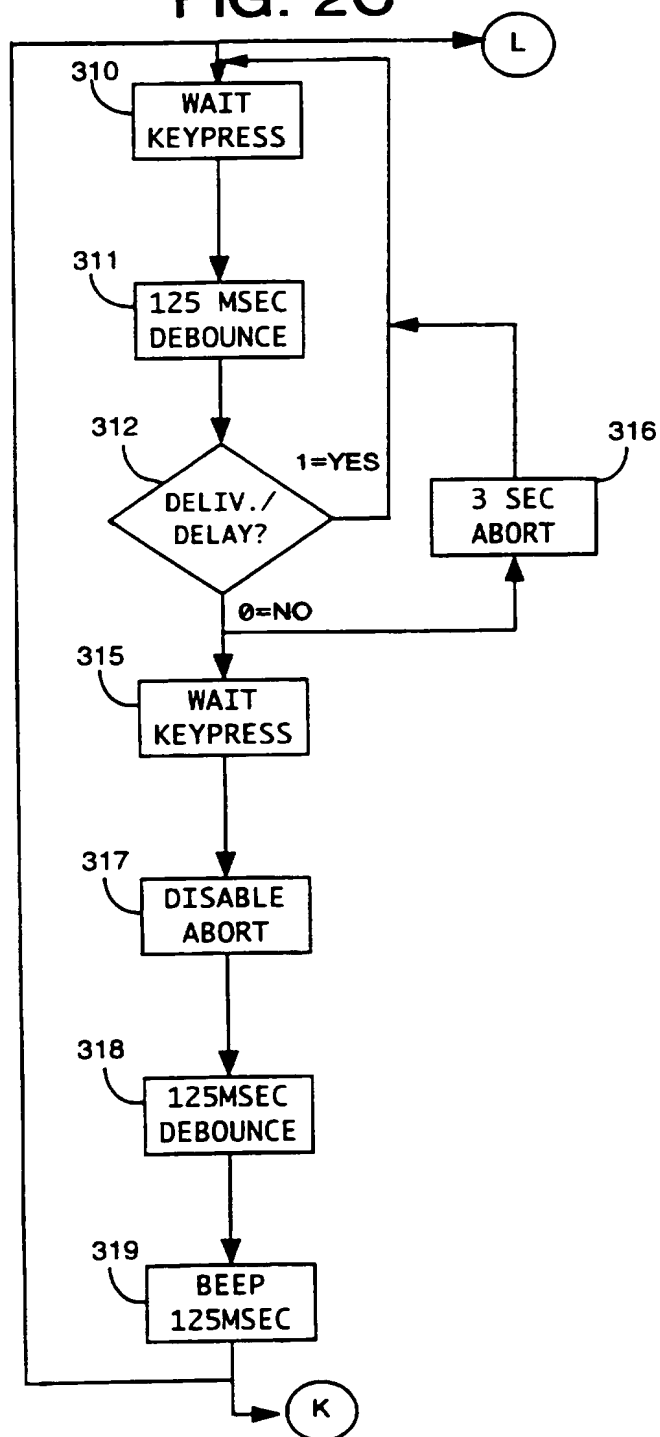 FIG. 2C
L
310
WAIT
KEYPRESS
311
125 MSEC
DEBOUNCE
312
1=YES
DELIV./
DELAY?
316
3 SEC
ABORT
0=NO
315
WAIT
KEYPRESS
317
DISABLE
ABORT
318
125MSEC
DEBOUNCE
319
BEEP
125MSEC
K